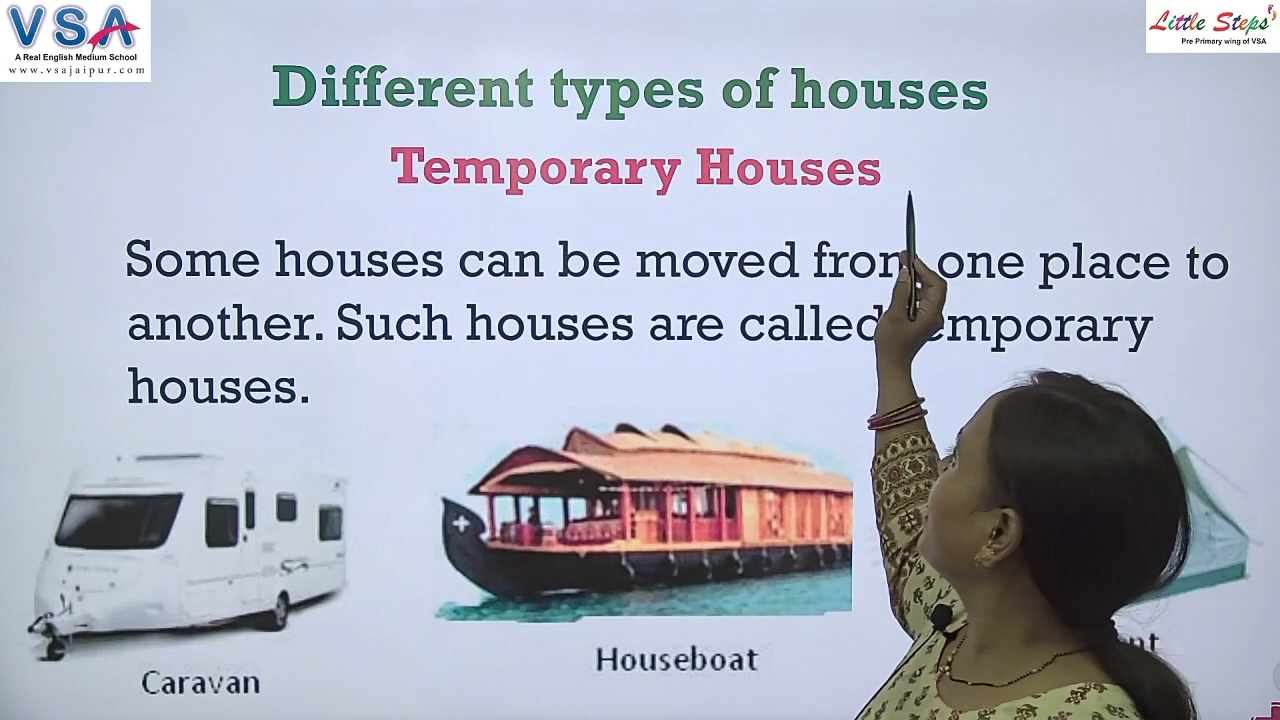 VSA
A Real English Medium School
www.vsajaipur.com
Little Steps
Pre Primary wing of VSA
Different types of houses
Temporary Houses
Some houses can be moved from one place to
another. Such houses are called temporary
houses.
Caravan
Houseboat